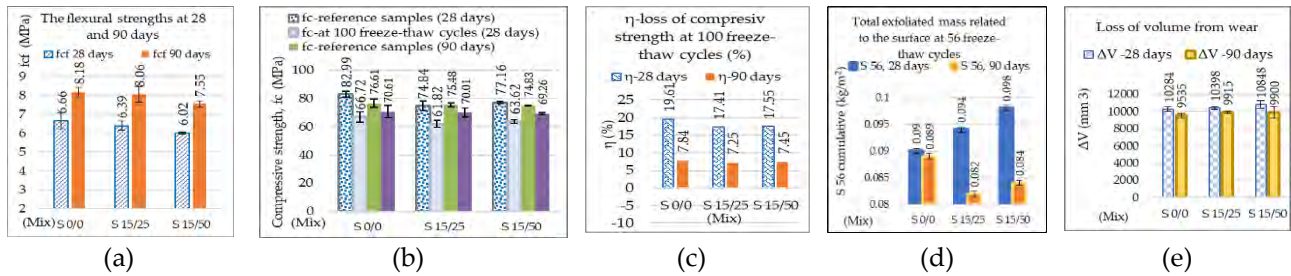 The flexural strengths at 28
and 90 days
fcf (MPa)
fcf 28 days
fcf 90 days
9
8
7
6
5
4
3
2
6.66
8.18
6.39
8.06
6.02
7.55
(Mix)
S 0/0
S 15/25
S 15/50
(a)
fc-reference samples (28 days)
fc-at 100 freeze-thaw cycles (28 days)
fc-reference samples (90 days)
Compressive strength, fc (MPa)
100
80
60
40
20
0
82.99
66.72
76.61
70.61
74.84
61.82
75.48
70.01
77.16
63.62
74.83
69.26
(Mix)
S 0/0
S 15/25
S 15/50
(b)
η-loss of compresiv
strength at 100 freeze-
thaw cycles (%)
η-28 days
η-90 days
η (%)
25
20
15
10
5
0
-5
-10
19.61
7.84
17.41
7.25
17.55
7.45
S 0/0
S 15/25
S 15/50
(Mix)
(c)
Total exfoliated mass related
to the surface at 56 freeze-
thaw cycles
S 56, 28 days
S 56, 90 days
S 56 cumulative (kg/m²)
0.1
0.095
0.09
0.085
0.08
0.09
0.089
0.094
0.082
0.098
0.084
(Mix)
S 0/0
S 15/25
S 15/50
(d)
Loss of volume from wear
ΔV -28 days
ΔV -90 days
ΔV (mm 3)
12000
10000
8000
6000
4000
2000
0
10284
9535
10398
9915
10848
9900
(Mix)
S 0/0
S 15/25
S 15/50
(e)